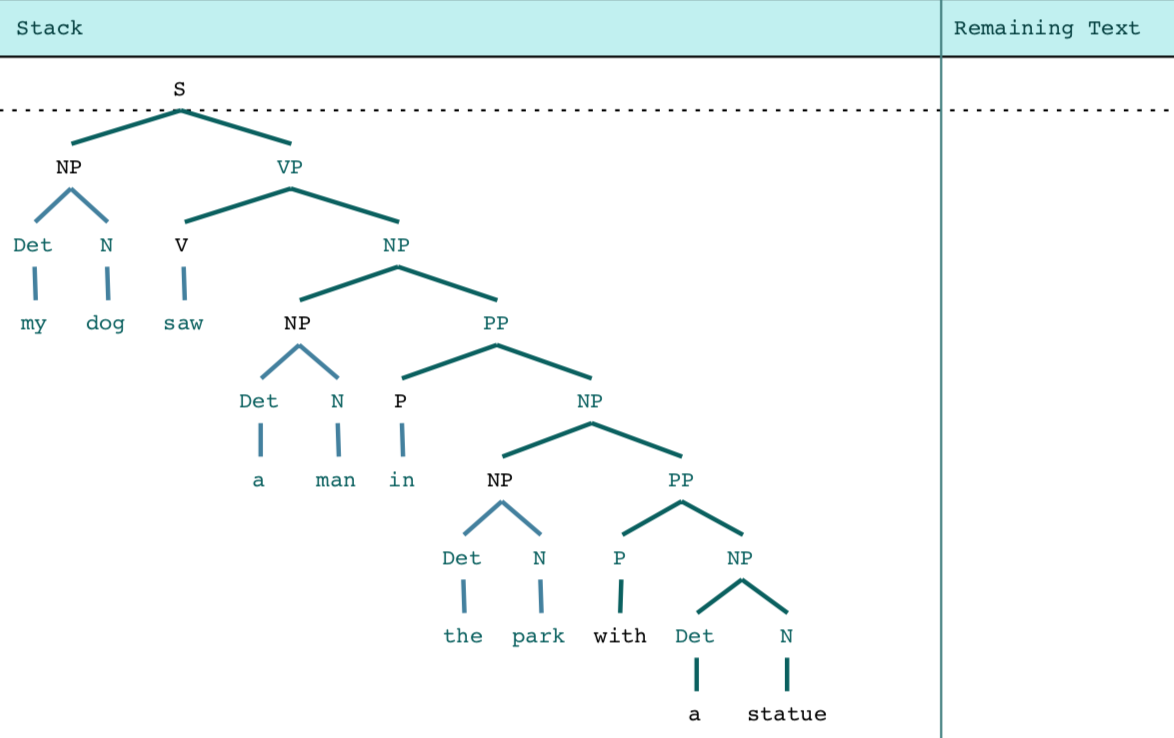 Stack Remaining Text
S
NP VP
Det N V NP
my dog saw NP PP
Det N P NP
a man in NP PP
Det N P NP
the park with Det N
a statue